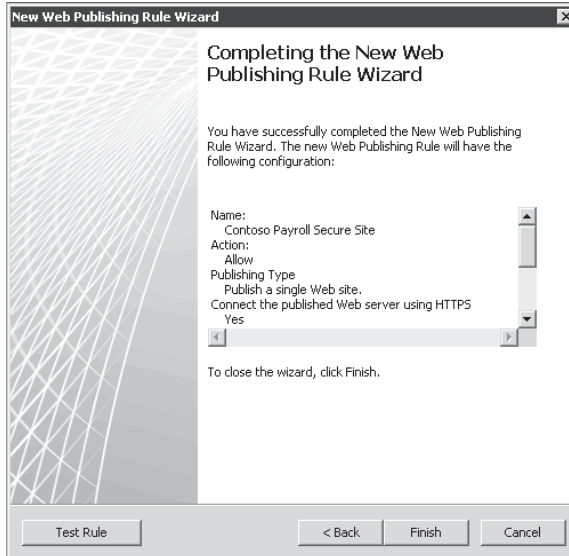 New Web Publishing Rule Wizard
Completing the New Web
Publishing Rule Wizard
You have successfully completed the New Web Publishing
Rule Wizard. The new Web Publishing Rule will have the
following configuration:
Name:
Contoso Payroll Secure Site
Action:
Allow
Publishing Type
Publish a single Web site.
Connect the published Web server using HTTPS
Yes
To close the wizard, click Finish.
Test Rule
< Back
Finish
Cancel